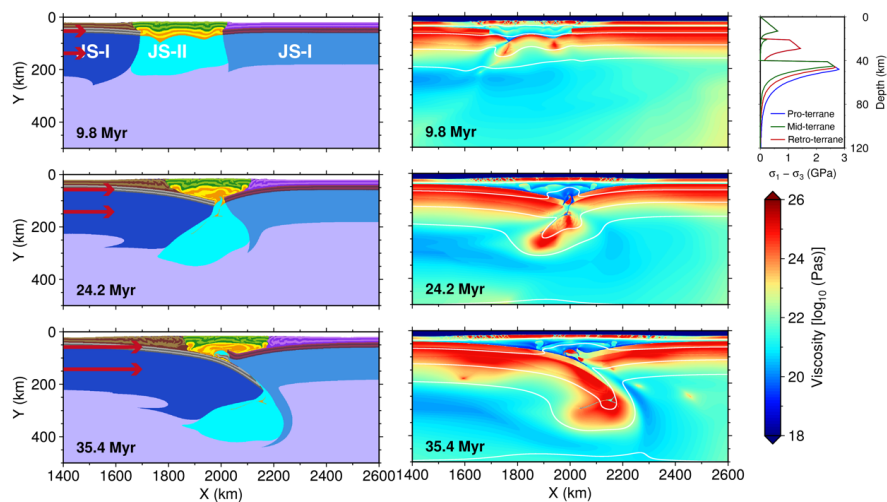 JS-I JS-II JS-I
Y (km)
0
200
400
9.8 Myr
Y (km)
0
200
400
24.2 Myr
Y (km)
0
200
400
35.4 Myr
1400 1600 1800 2000 2200 2400 2600
X (km)
9.8 Myr
24.2 Myr
35.4 Myr
1400 1600 1800 2000 2200 2400 2600
X (km)
0
40
80
120
Depth (km)
Pro-terrane
Mid-terrane
Retro-terrane
0 1 2 3
σ1 − σ3 (GPa)
26
24
22
20
18
Viscosity [log10 (Pas)]